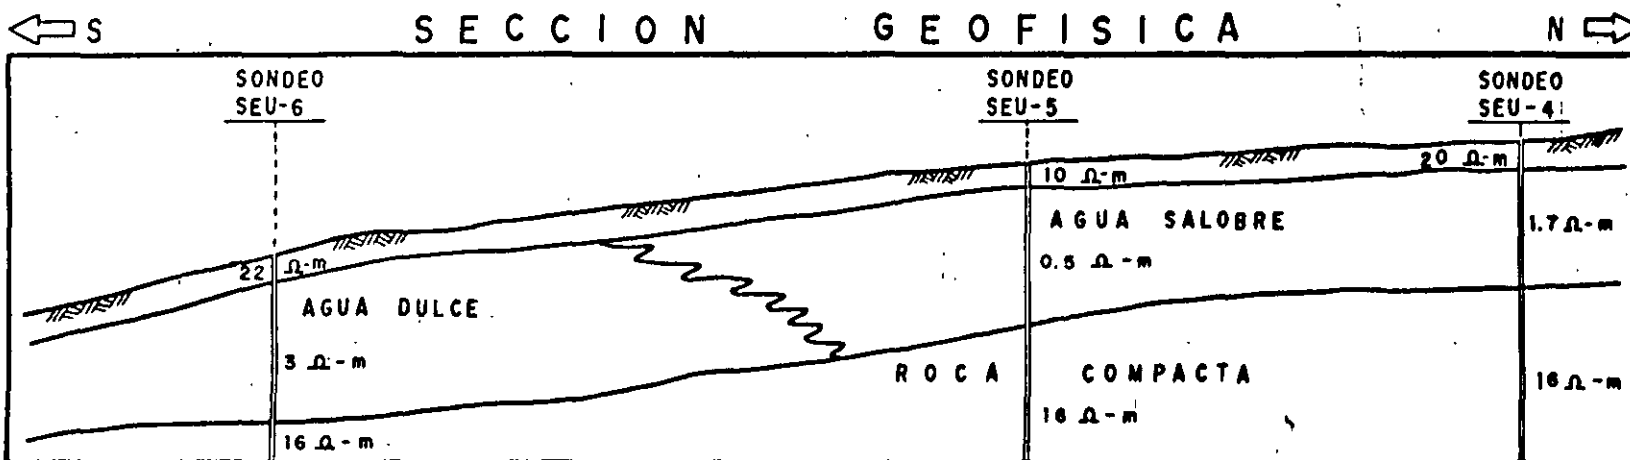 S SECCION GEOFISICA N
SONDEO
SEU-6
SONDEO
SEU-5
SONDEO
SEU-4
22 Ω-m
10 Ω-m
20 Ω-m
AGUA DULCE
AGUA SALOBRE
1.7 Ω-m
3 Ω-m
0.5 Ω-m
ROCA COMPACTA
16 Ω-m
16 Ω-m
16 Ω-m